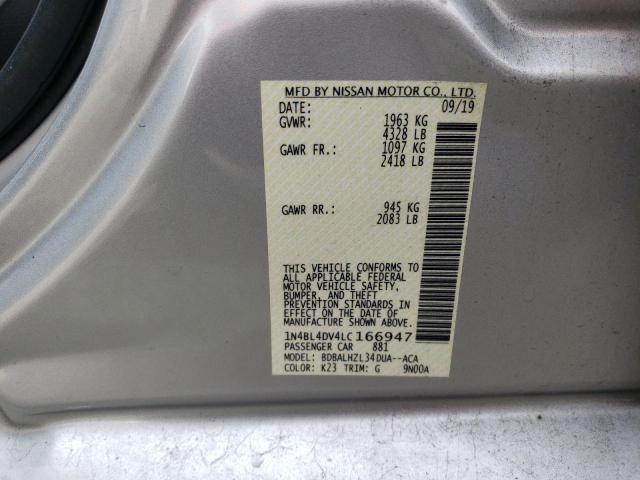 MFD BY NISSAN MOTOR CO., LTD.
DATE: 09/19
GVWR: 1963 KG
4328 LB
GAWR FR.: 1097 KG
2418 LB
GAWR RR.: 945 KG
2083 LB
THIS VEHICLE CONFORMS TO
ALL APPLICABLE FEDERAL
MOTOR VEHICLE SAFETY,
BUMPER, AND THEFT
PREVENTION STANDARDS IN
EFFECT ON THE DATE OF
MANUFACTURE SHOWN ABOVE.
1N4BL4DV4LC166947
PASSENGER CAR 881
MODEL: BDBALHZL34DUA--ACA
COLOR: K23 TRIM: G 9N00A